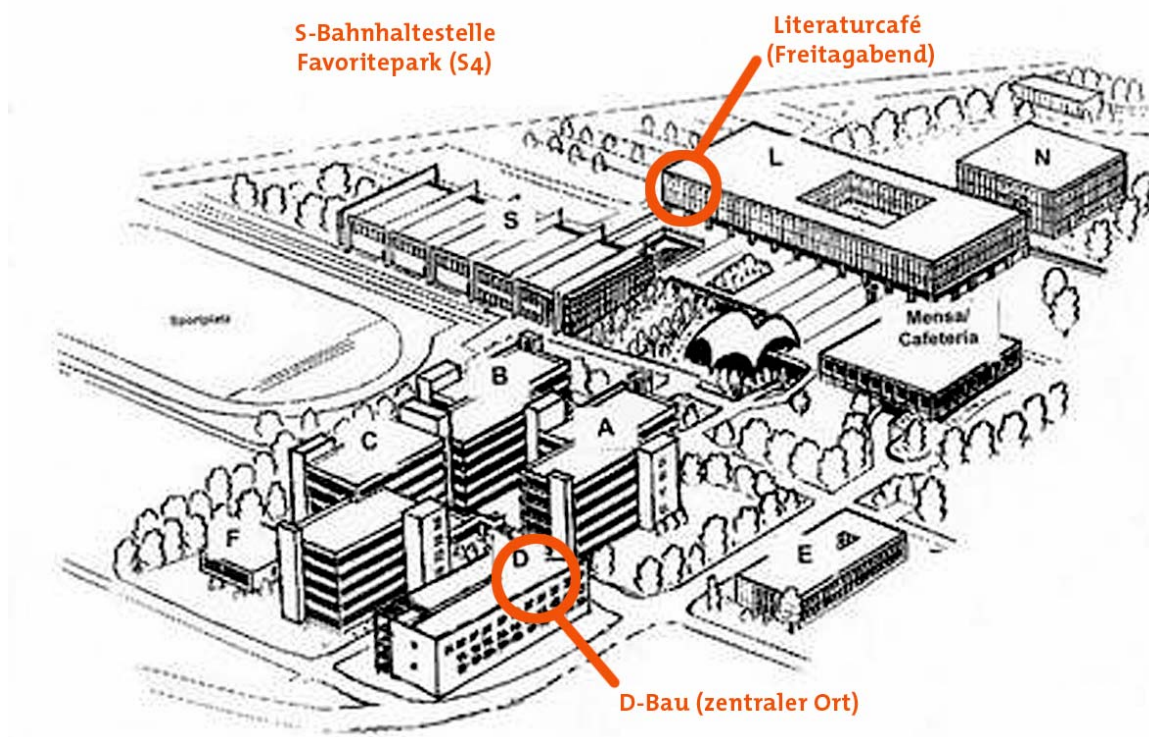 S-Bahnhaltestelle
Favoritepark (S4)
Literaturcafé
(Freitagabend)
L
N
S
Sportplatz
Mensa/
Cafeteria
B
A
C
F
D
E
D-Bau (zentraler Ort)